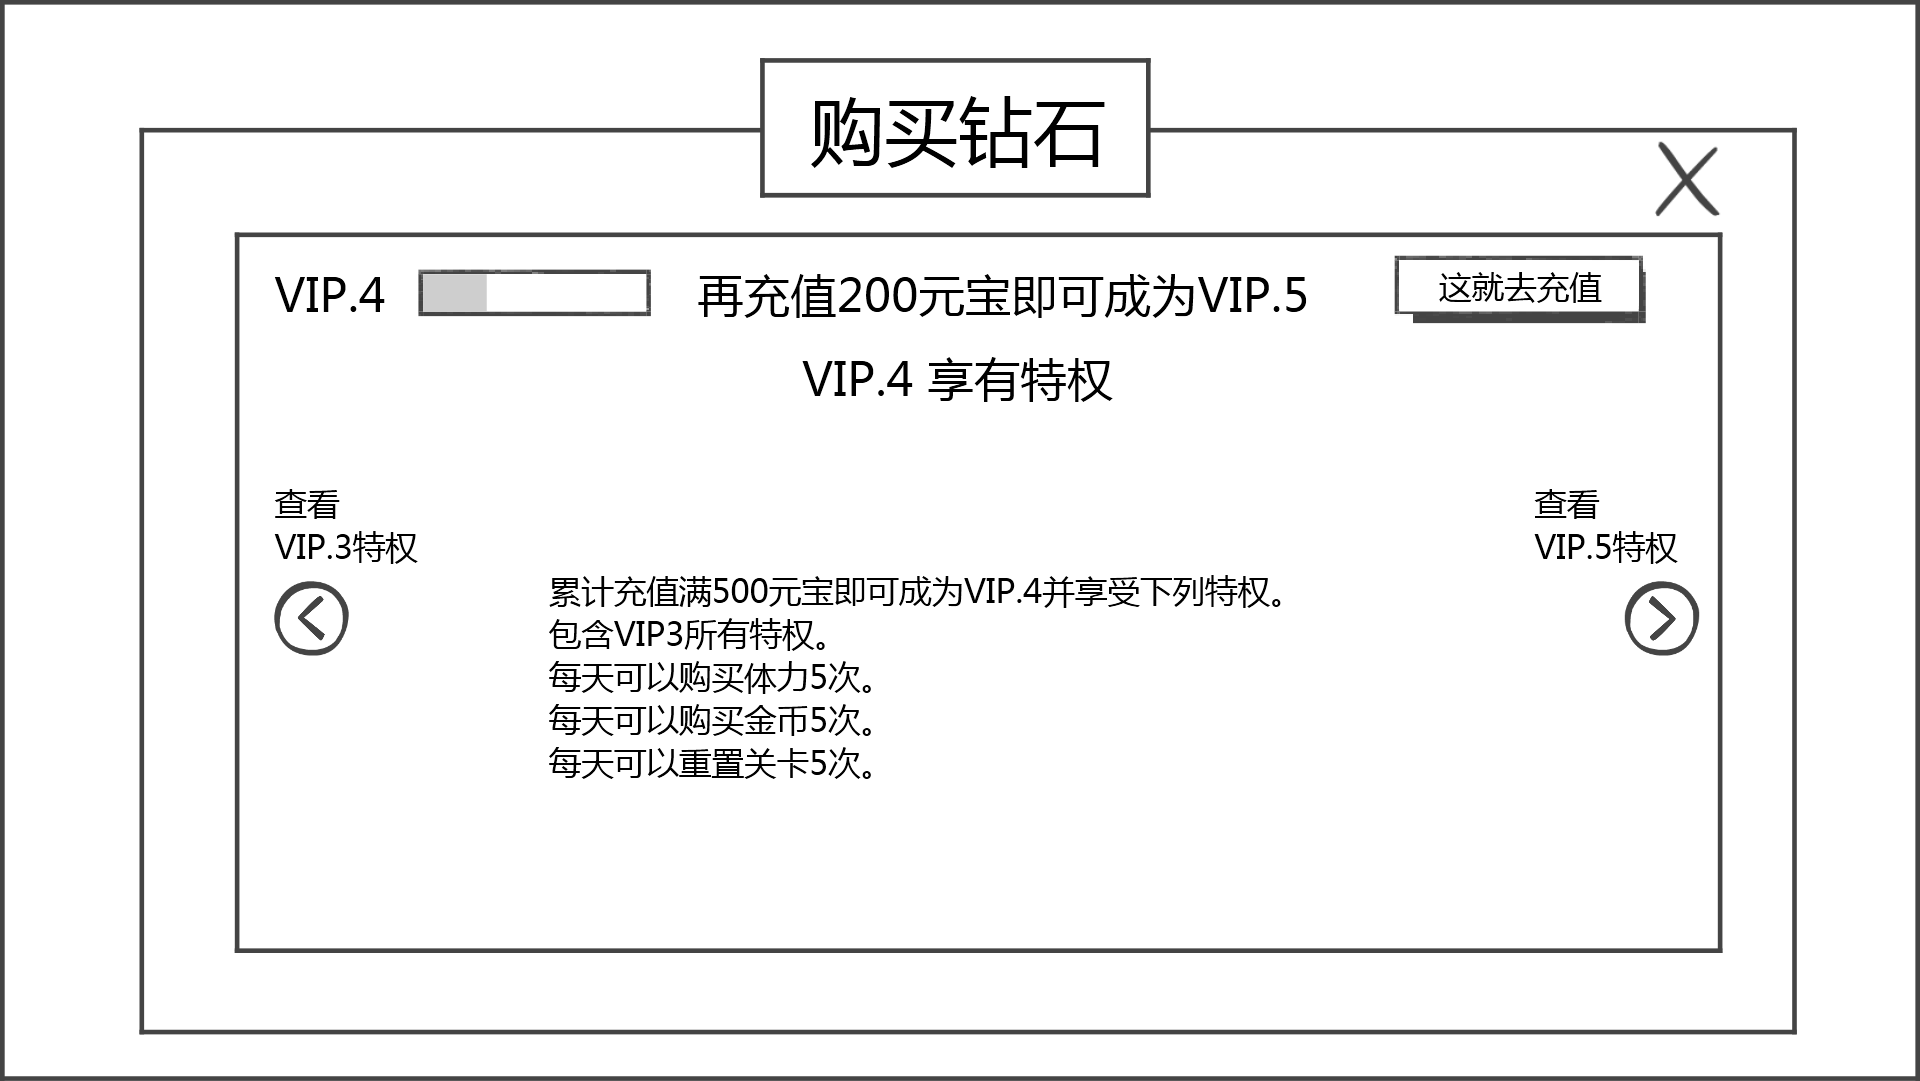 购买钻石
VIP.4 再充值200元宝即可成为VIP.5 这就去充值
VIP.4 享有特权
查看
VIP.3特权
查看
VIP.5特权
累计充值满500元宝即可成为VIP.4并享受下列特权。
包含VIP3所有特权。
每天可以购买体力5次。
每天可以购买金币5次。
每天可以重置关卡5次。